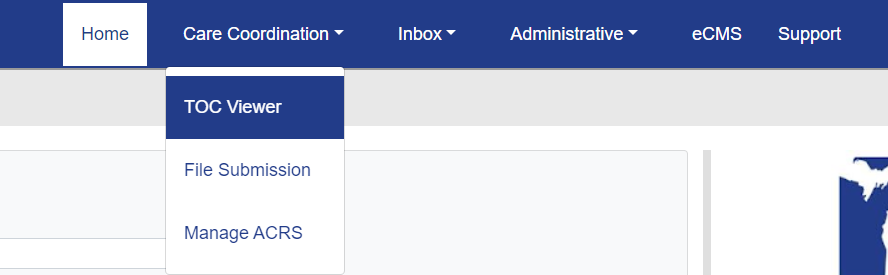 Home Care Coordination Inbox Administrative eCMS Support
TOC Viewer
File Submission
Manage ACRS